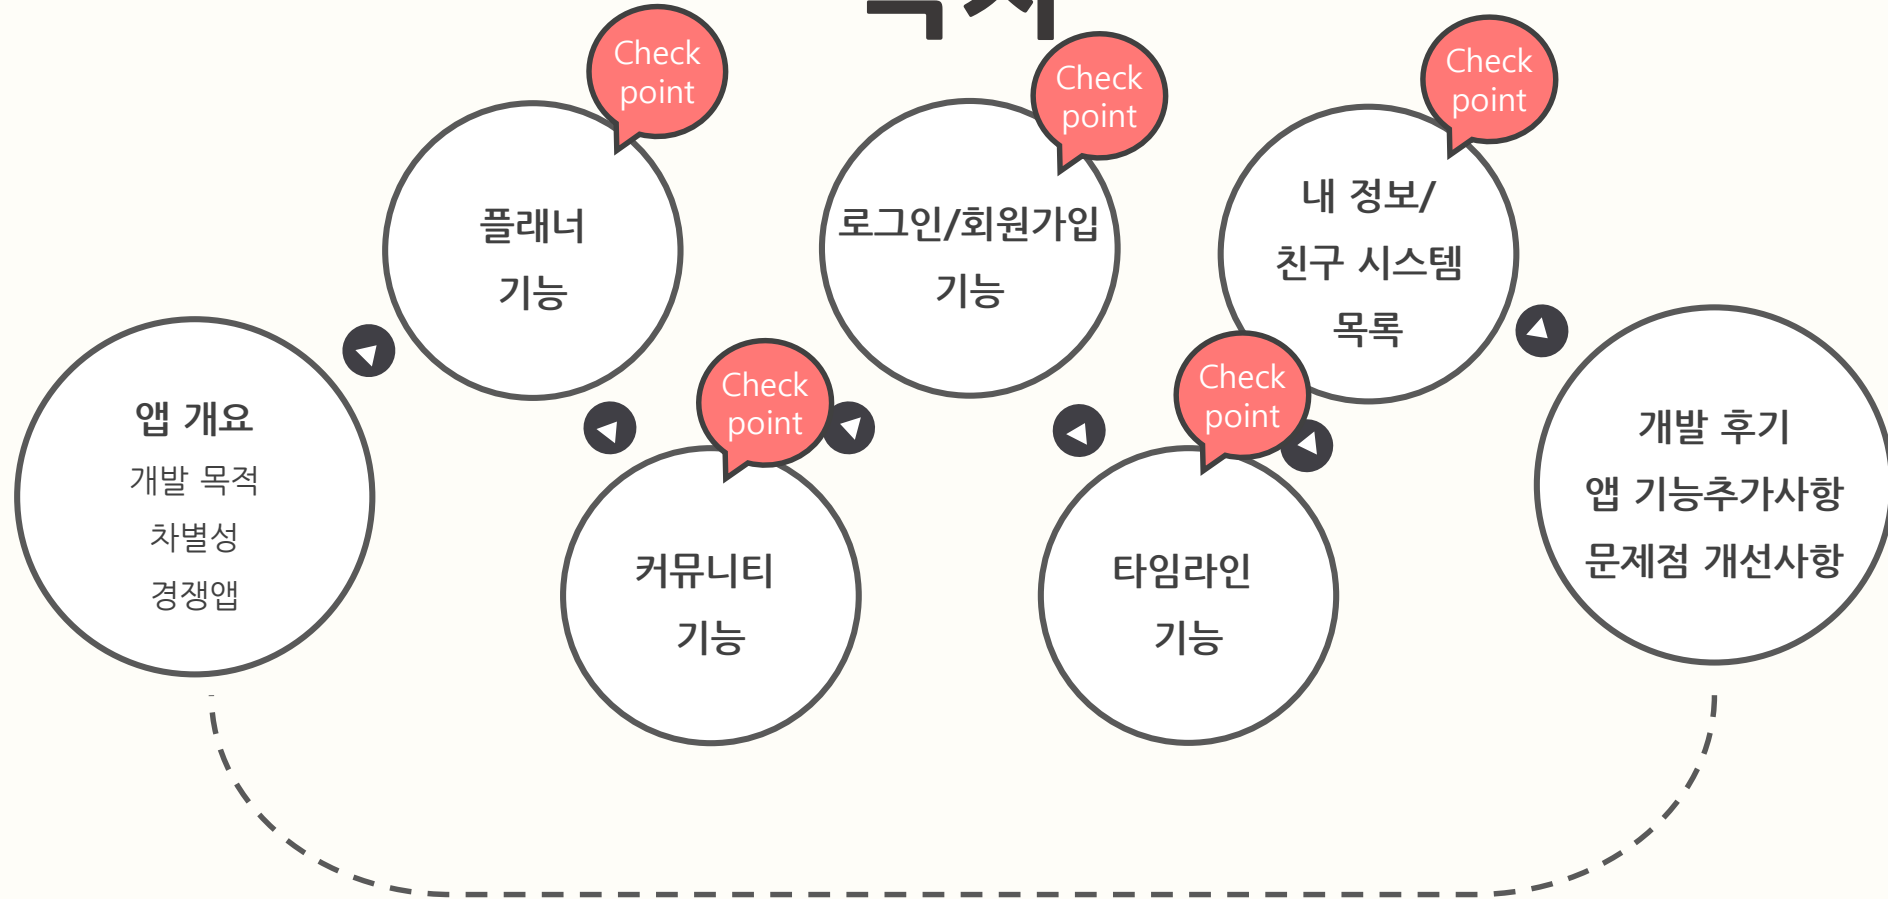 앱 개요
개발 목적
차별성
경쟁앱
Check
point
플래너
기능
Check
point
커뮤니티
기능
Check
point
로그인/회원가입
기능
Check
point
타임라인
기능
Check
point
내 정보/
친구 시스템
목록
개발 후기
앱 기능추가사항
문제점 개선사항